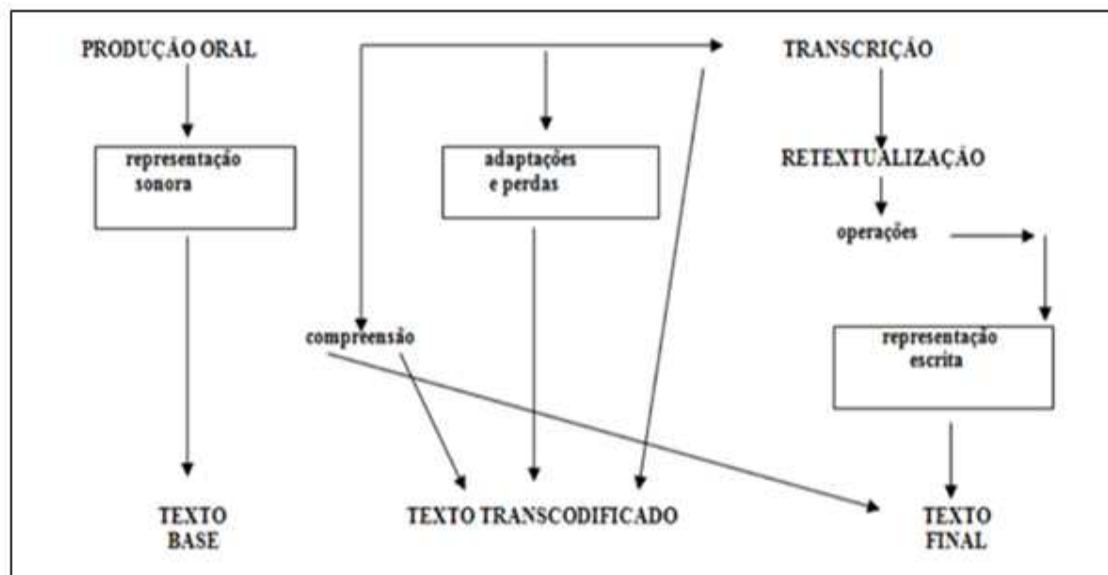 PRODUÇÃO ORAL
TRANSCRIÇÃO
representação
sonora
adaptações
e perdas
RETEXTUALIZAÇÃO
operações
compreensão
representação
escrita
TEXTO
BASE
TEXTO TRANSCODIFICADO
TEXTO
FINAL